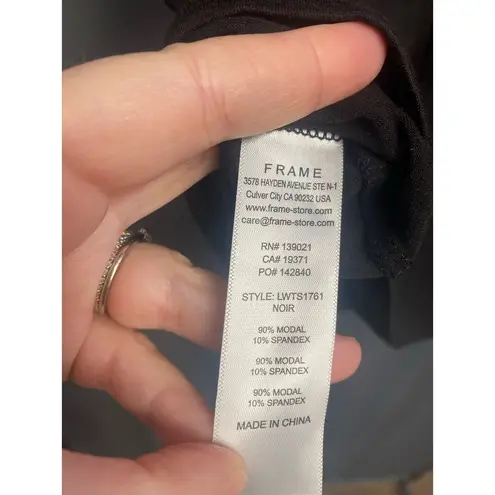 FRAME
3578 HAYDEN AVENUE STE N-1
Culver City CA 90232 USA
www.frame-store.com
care@frame-store.com
RN# 139021
CA# 19371
PO# 142840
STYLE: LWTS1761
NOIR
90% MODAL
10% SPANDEX
90% MODAL
10% SPANDEX
90% MODAL
10% SPANDEX
MADE IN CHINA